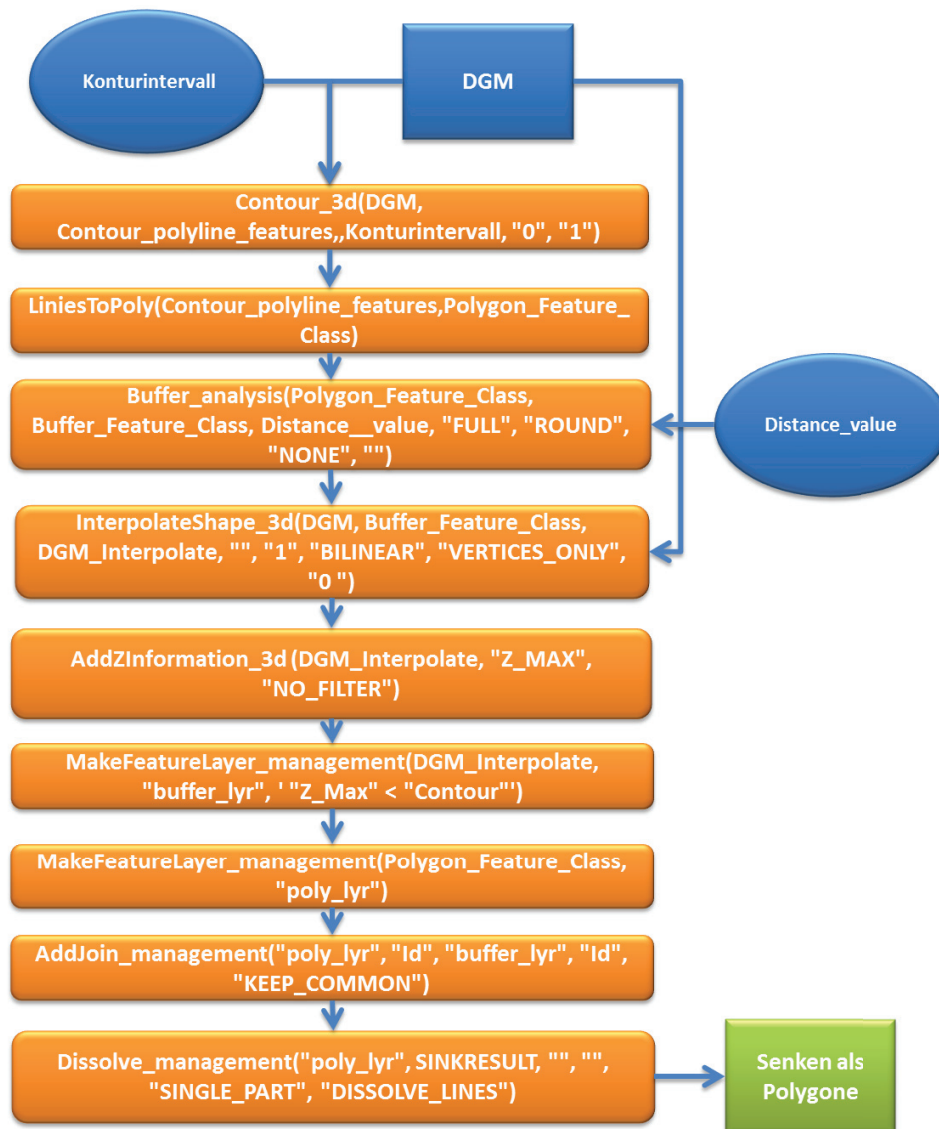 Konturintervall
DGM
Contour_3d(DGM,
Contour_polyline_features,,Konturintervall, "0", "1")
LiniesToPoly(Contour_polyline_features,Polygon_Feature_
Class)
Buffer_analysis(Polygon_Feature_Class,
Buffer_Feature_Class, Distance__value, "FULL", "ROUND",
"NONE", "")
Distance_value
InterpolateShape_3d(DGM, Buffer_Feature_Class,
DGM_Interpolate, "", "1", "BILINEAR", "VERTICES_ONLY",
"0 ")
AddZInformation_3d (DGM_Interpolate, "Z_MAX",
"NO_FILTER")
MakeFeatureLayer_management(DGM_Interpolate,
"buffer_lyr", ' "Z_Max" < "Contour"')
MakeFeatureLayer_management(Polygon_Feature_Class,
"poly_lyr")
AddJoin_management("poly_lyr", "Id", "buffer_lyr", "Id",
"KEEP_COMMON")
Dissolve_management("poly_lyr", SINKRESULT, "", "",
"SINGLE_PART", "DISSOLVE_LINES")
Senken als
Polygone